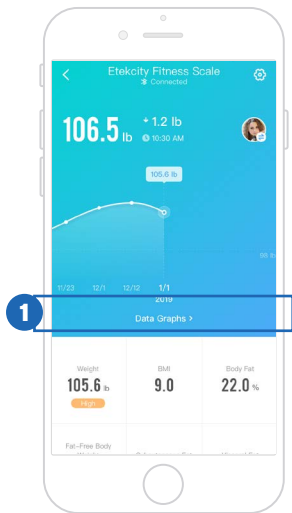 Etekcity Fitness Scale
Connected
106.5 lb
1.2 lb
10:30 AM
105.6 lb
11/23 12/1 12/12 1/1
2019
1
Data Graphs >
Weight BMI Body Fat
105.6 lb 9.0 22.0 %
High
Fat-Free Body